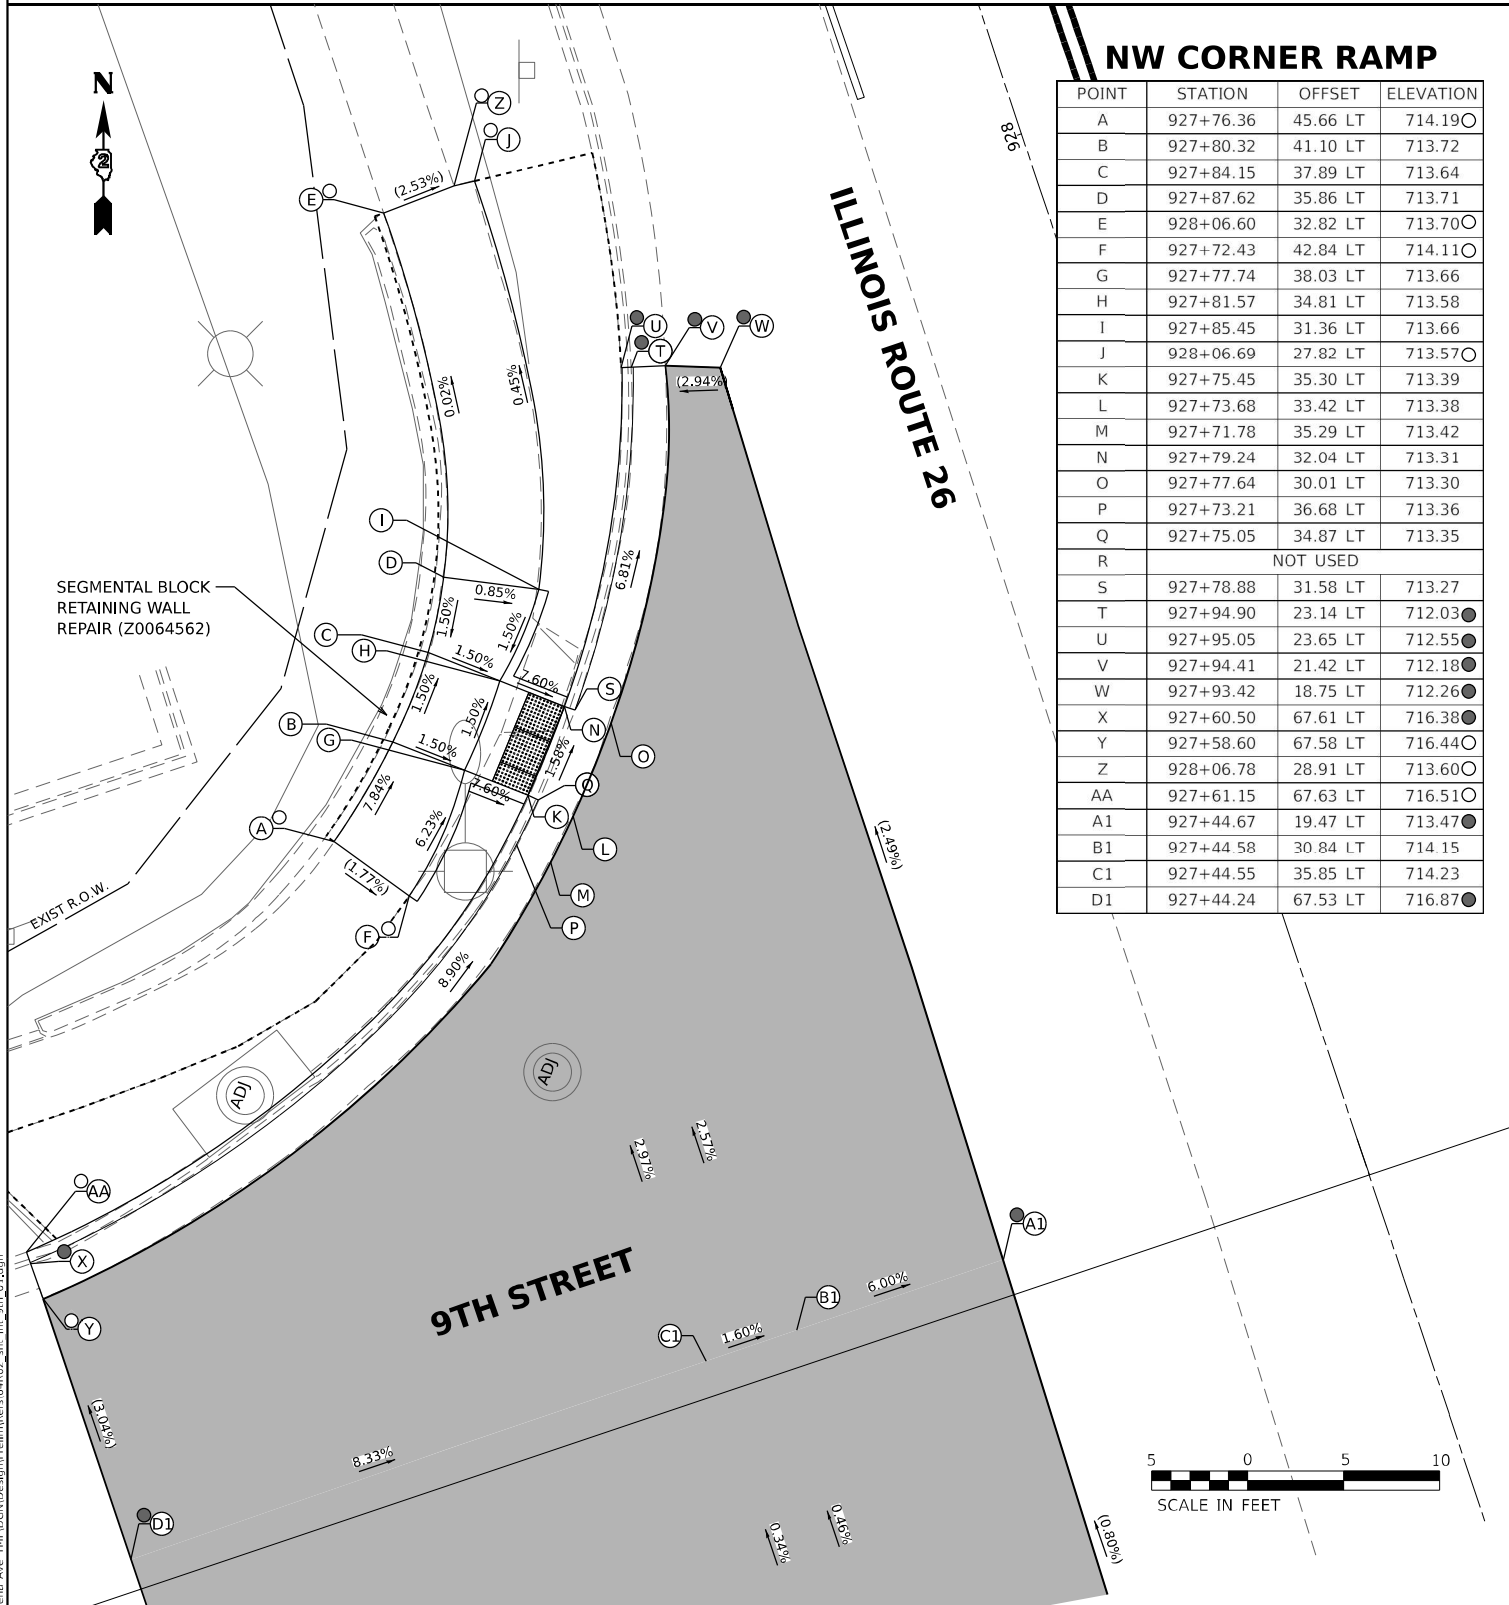 NW CORNER RAMP
POINT STATION OFFSET ELEVATION
A 927+76.36 45.66 LT 714.19
B 927+80.32 41.10 LT 713.72
C 927+84.15 37.89 LT 713.64
D 927+87.62 35.86 LT 713.71
E 928+06.60 32.82 LT 713.70
F 927+72.43 42.84 LT 714.11
G 927+77.74 38.03 LT 713.66
H 927+81.57 34.81 LT 713.58
I 927+85.45 31.36 LT 713.66
J 928+06.69 27.82 LT 713.57
K 927+75.45 35.30 LT 713.39
L 927+73.68 33.42 LT 713.38
M 927+71.78 35.29 LT 713.42
N 927+79.24 32.04 LT 713.31
O 927+77.64 30.01 LT 713.30
P 927+73.21 36.68 LT 713.36
Q 927+75.05 34.87 LT 713.35
R NOT USED
S 927+78.88 31.58 LT 713.27
T 927+94.90 23.14 LT 712.03
U 927+95.05 23.65 LT 712.55
V 927+94.41 21.42 LT 712.18
W 927+93.42 18.75 LT 712.26
X 927+60.50 67.61 LT 716.38
Y 927+58.60 67.58 LT 716.44
Z 928+06.78 28.91 LT 713.60
AA 927+61.15 67.63 LT 716.51
A1 927+44.67 19.47 LT 713.47
B1 927+44.58 30.84 LT 714.15
C1 927+44.55 35.85 LT 714.23
D1 927+44.24 67.53 LT 716.87
N
2
Z
J
928
(2.53%)
E
ILLINOIS ROUTE 26
U
V
W
T
(2.94%)
0.02%
0.45%
I
D
6.81%
SEGMENTAL BLOCK
RETAINING WALL
REPAIR (Z0064562)
0.85%
1.50%
1.50%
C
H
1.50%
7.60%
S
1.50%
B
1.50%
N
G
1.50%
1.58%
O
7.84%
7.60%
Q
A
6.23%
K
L
(2.49%)
(1.77%)
M
EXIST R.O.W.
F
P
8.90%
ADJ
ADJ
2.97%
2.57%
AA
A1
X
9TH STREET
6.00%
B1
Y
C1
1.60%
(3.04%)
8.33%
5 0 5 10
SCALE IN FEET
D1
0.34%
0.46%
(0.80%)